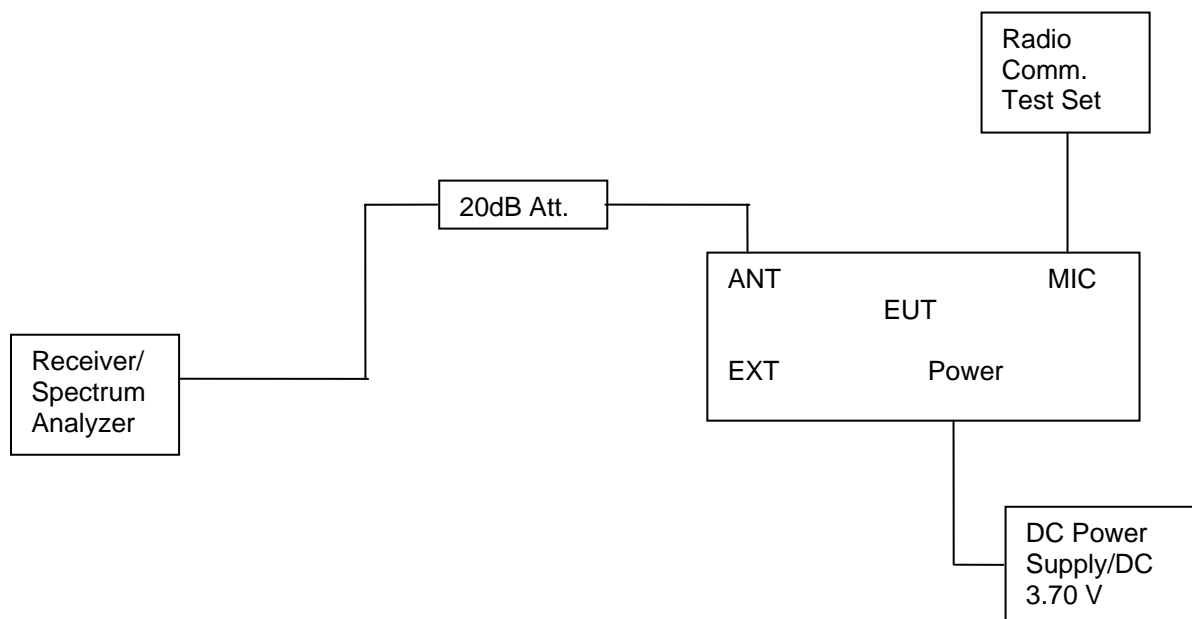 Radio
Comm.
Test Set
20dB Att.
ANT
MIC
EUT
Receiver/
Spectrum
Analyzer
EXT
Power
DC Power
Supply/DC
3.70 V